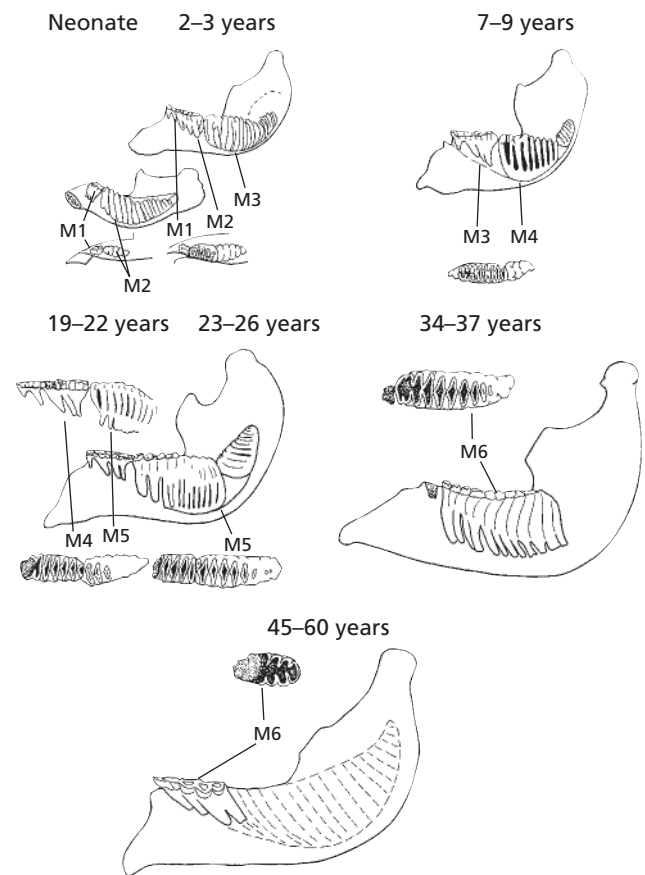 Neonate 2–3 years 7–9 years
M1
M2
M3
M1
M2
M3 M4
19–22 years 23–26 years 34–37 years
M6
M4 M5
M5
45–60 years
M6